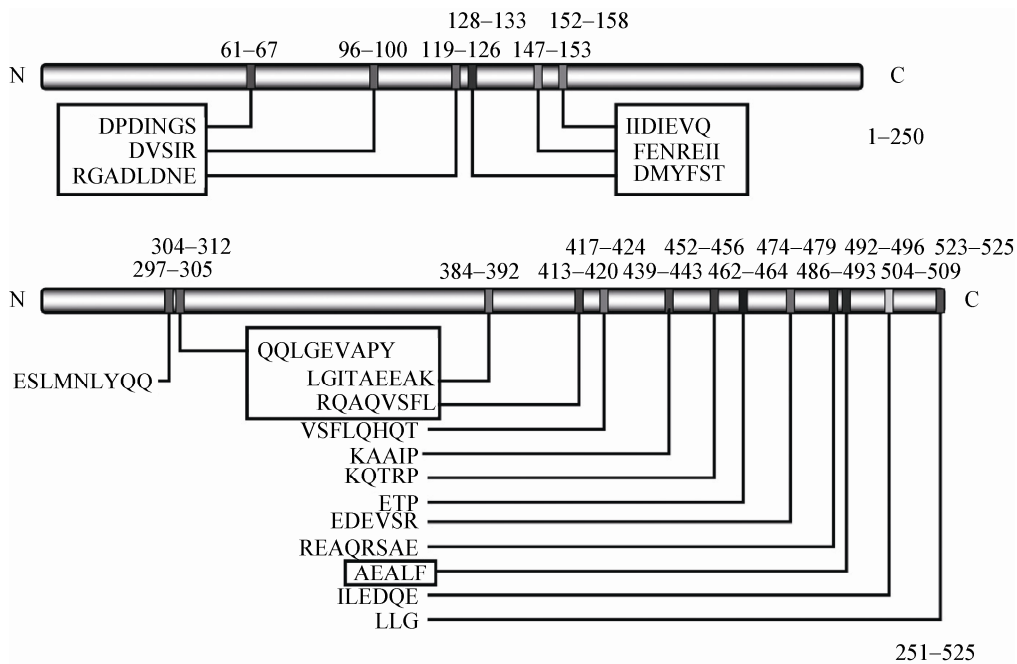 128–133 152–158
61–67 96–100 119–126 147–153
N C
DPDINGS IIDIEVQ
DVSIR FENREII
RGADLDNE DMYFST
1–250
304–312 417–424 452–456 474–479 492–496 523–525
297–305 384–392 413–420 439–443 462–464 486–493 504–509
N C
QQLGEVAPY
ESLMNLYQQ LGITAEEAK
RQAQVSFL
VSFLQHQT
KAAIP
KQTRP
ETP
EDEVSR
REAQRSAE
AEALF
ILEDQE
LLG
251–525